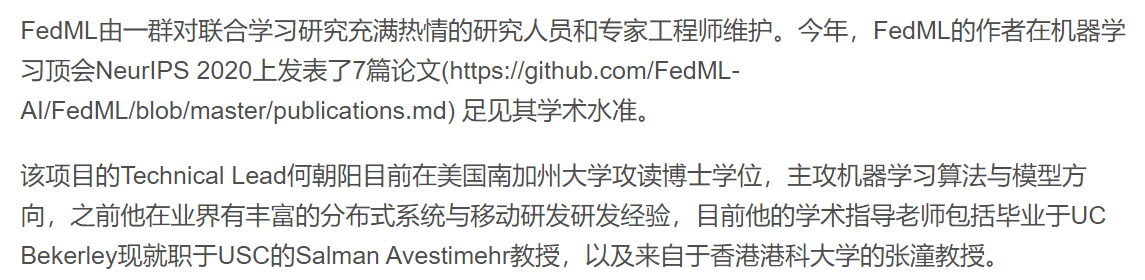 FedML由一群对联合学习研究充满热情的研究人员和专家工程师维护。今年，FedML的作者在机器学
习顶会NeurIPS 2020上发表了7篇论文(https://github.com/FedML-
AI/FedML/blob/master/publications.md) 足见其学术水准。
该项目的Technical Lead何朝阳目前在美国南加州大学攻读博士学位，主攻机器学习算法与模型方
向，之前他在业界有丰富的分布式系统与移动研发研发经验，目前他的学术指导老师包括毕业于UC
Bekerley现就职于USC的Salman Avestimehr教授，以及来自于香港港科大学的张潼教授。